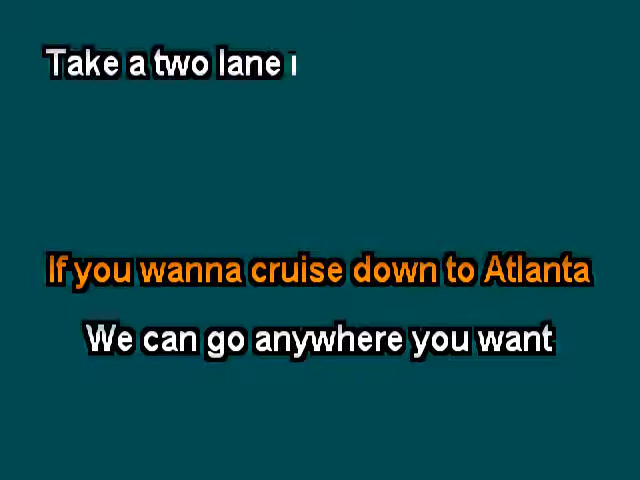 Take a two lane
If you wanna cruise down to Atlanta
We can go anywhere you want